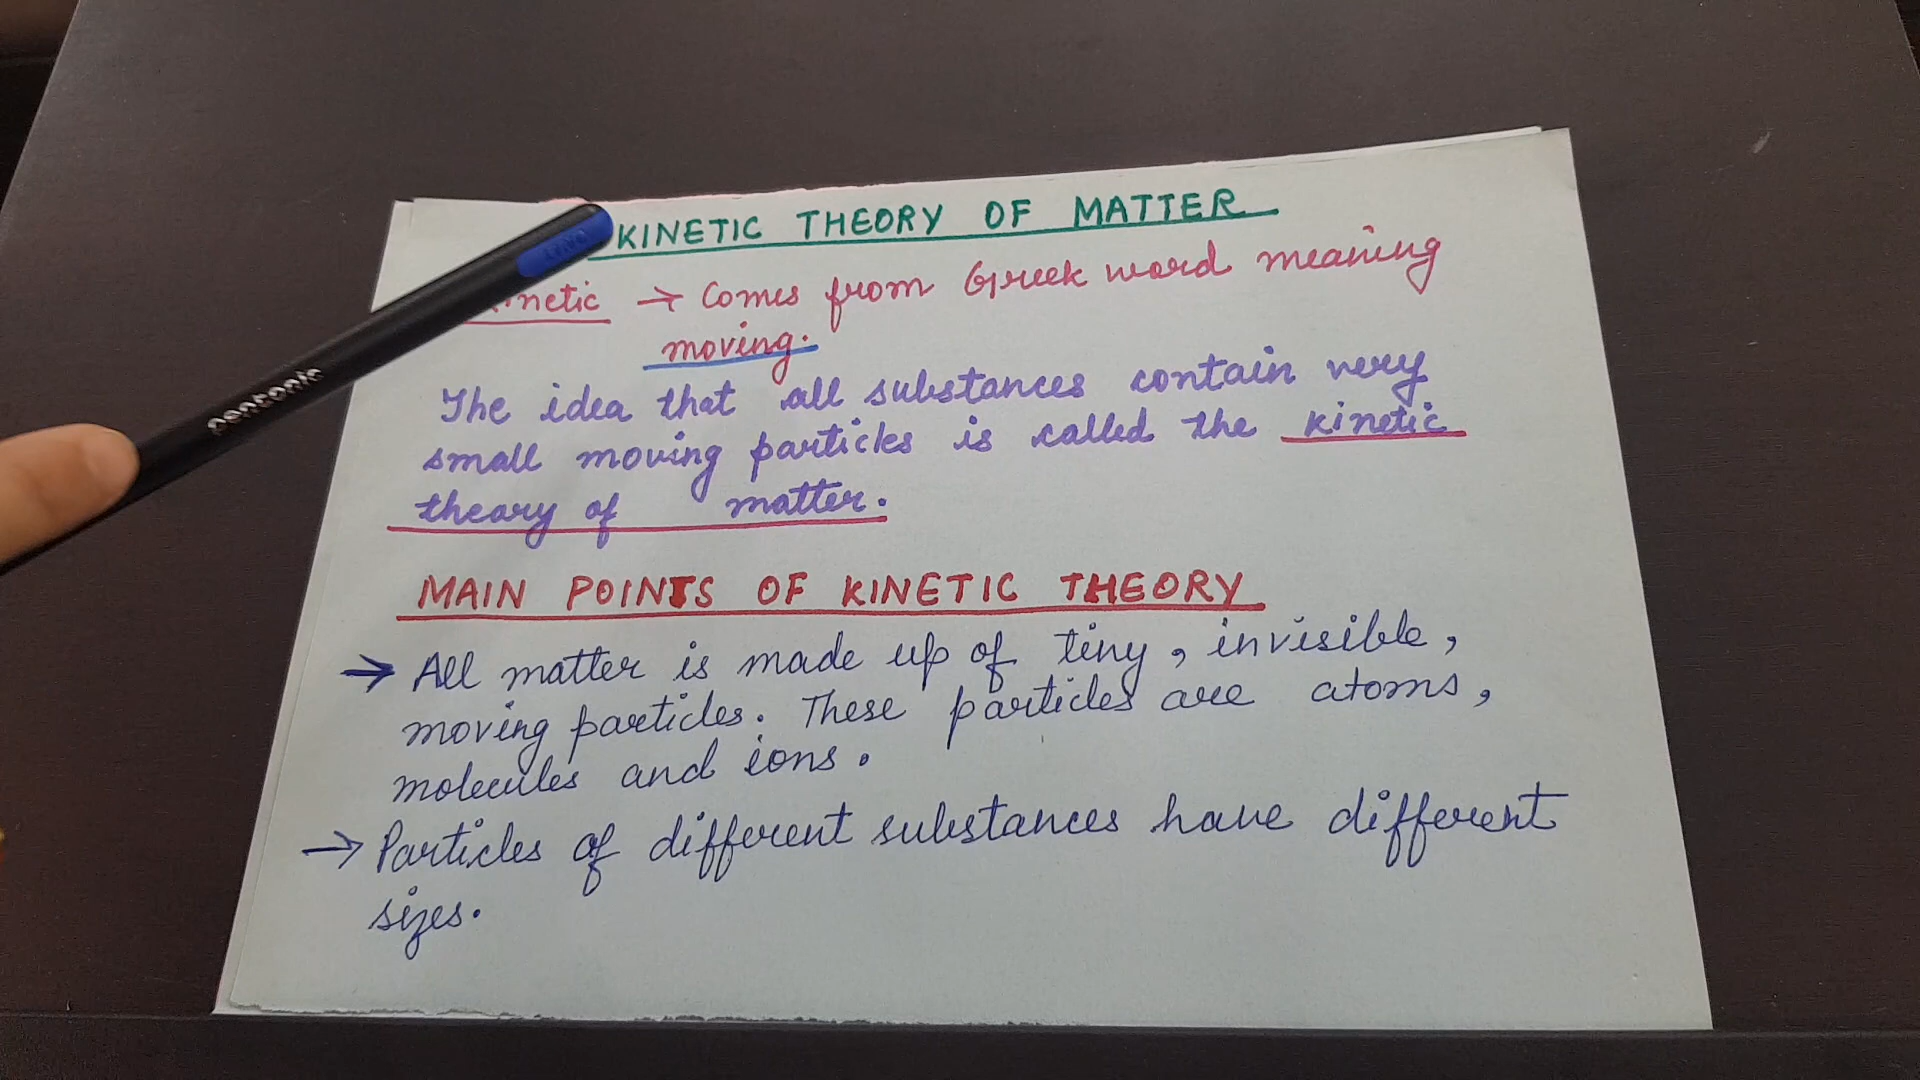 KINETIC THEORY OF MATTER
Kinetic → Comes from Greek word meaning
moving.
The idea that all substances contain very
small moving particles is called the kinetic
theory of matter.
MAIN POINTS OF KINETIC THEORY
→ All matter is made up of tiny, invisible,
moving particles. These particles are atoms,
molecules and ions.
→ Particles of different substances have different
sizes.
pentonic